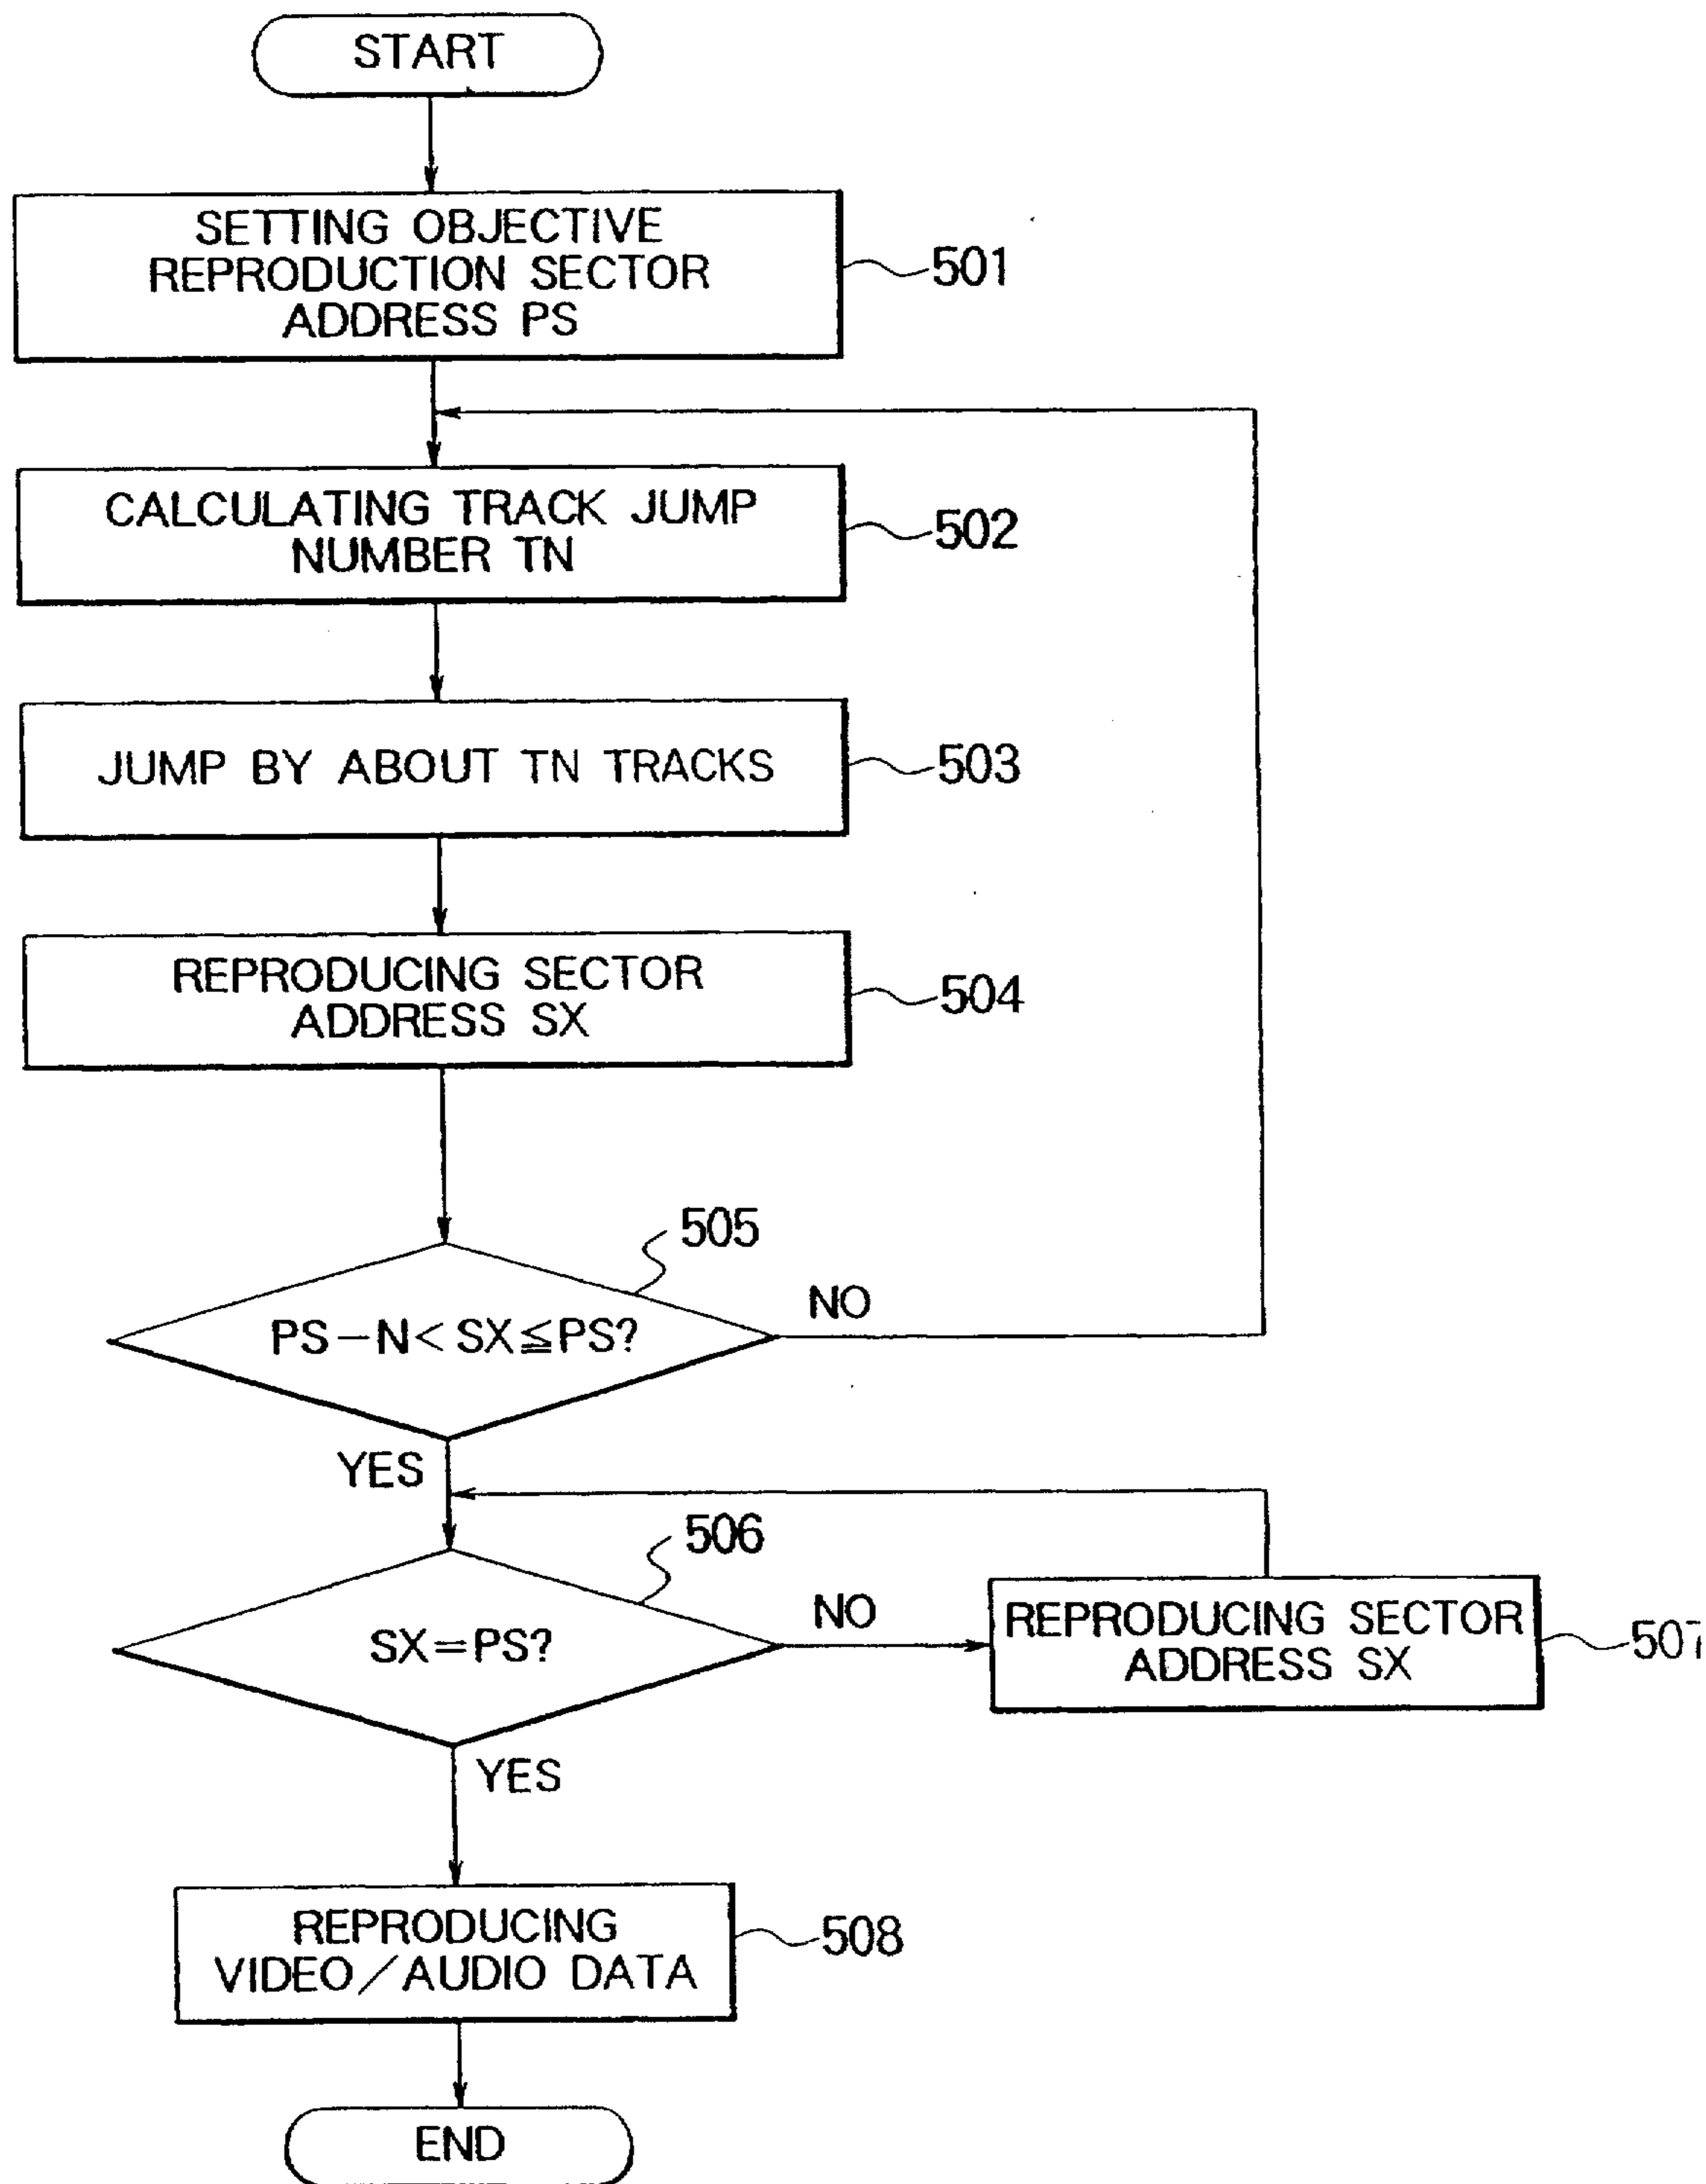 START
SETTING OBJECTIVE
REPRODUCTION SECTOR
ADDRESS PS
501
CALCULATING TRACK JUMP
NUMBER TN
502
JUMP BY ABOUT TN TRACKS
503
REPRODUCING SECTOR
ADDRESS SX
504
505
PS－N＜SX≦PS?
NO
YES
506
SX=PS?
NO
REPRODUCING SECTOR
ADDRESS SX
507
YES
REPRODUCING
VIDEO／AUDIO DATA
508
END